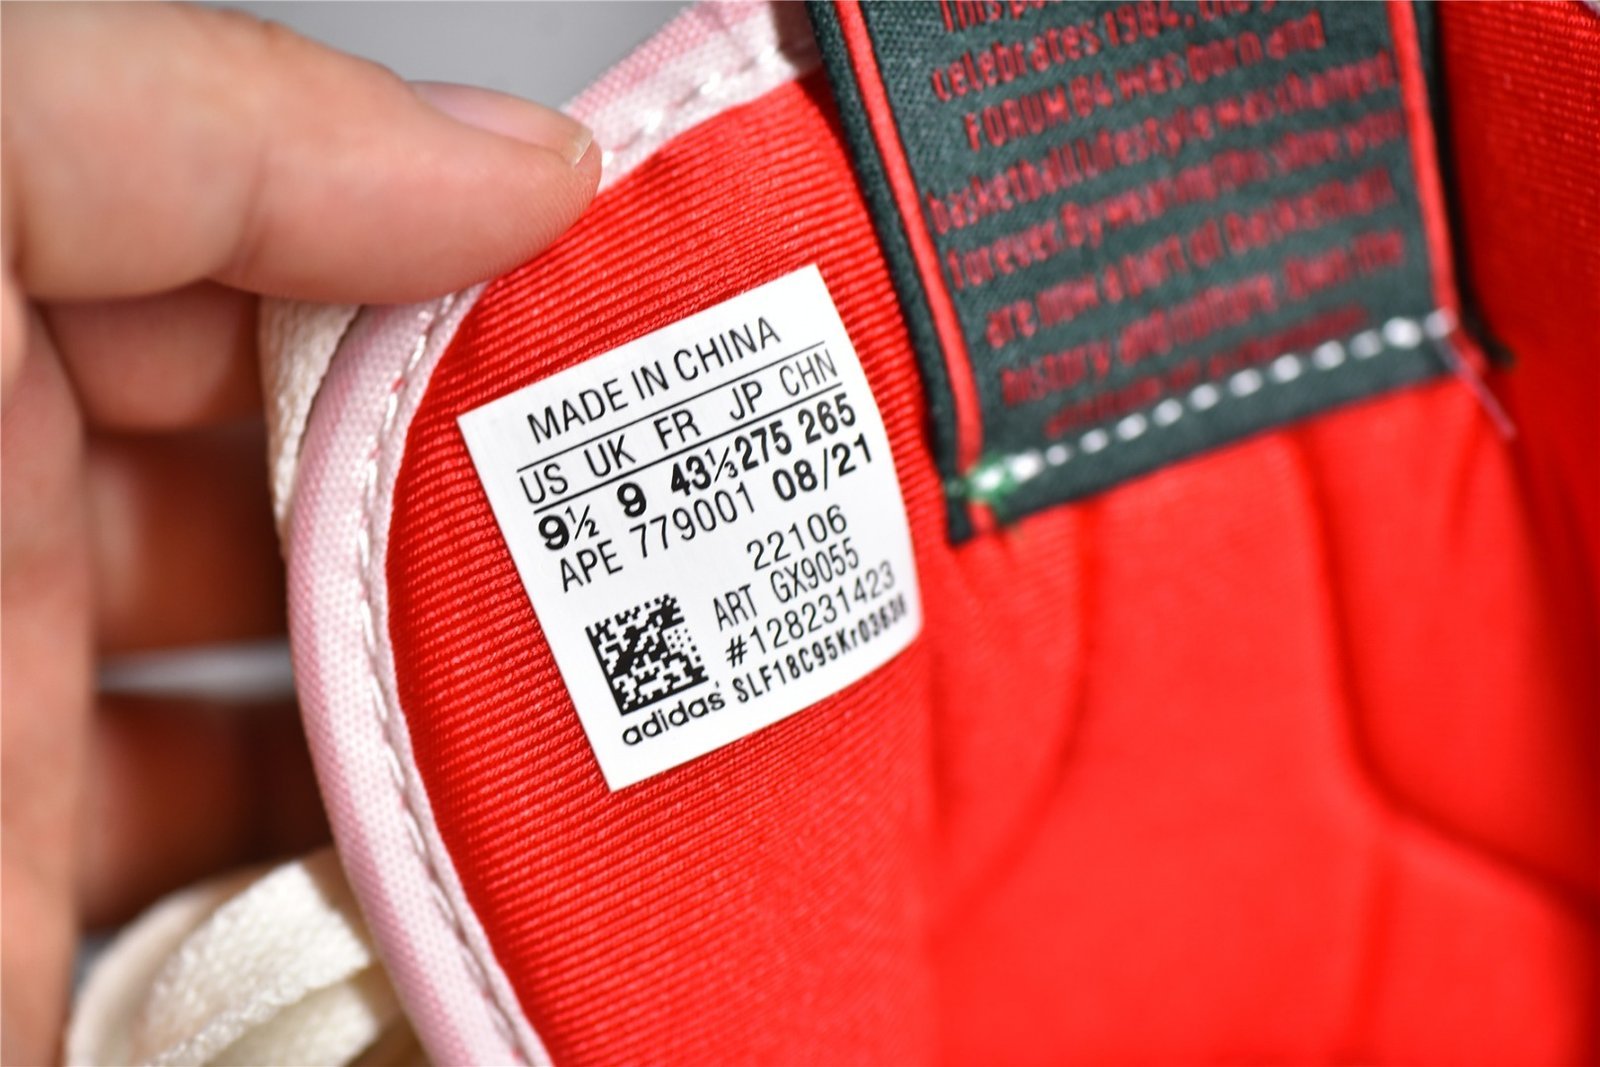 This
celebrates 1984, the
FORUM 84 was born and
basketball lifestyle was changed
forever. By wearing this shoe you
are now a part of basketball
history and culture. Own the
MADE IN CHINA
US UK FR JP CHN
9½ 9 43⅓ 275 265
APE 779001 08/21
22106
ART GX9055
#128231423
SLF18C95Kr03636
adidas